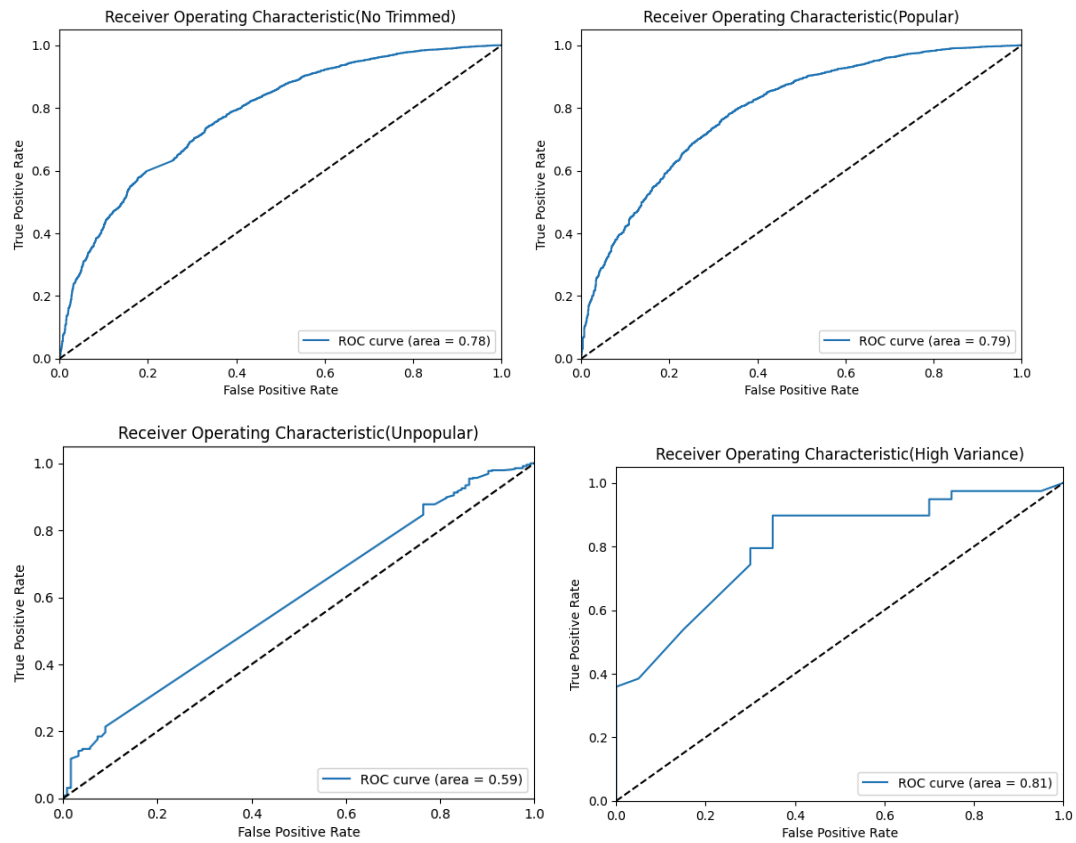 Receiver Operating Characteristic(No Trimmed)
True Positive Rate
1.0
0.8
0.6
0.4
0.2
0.0
ROC curve (area = 0.78)
0.0 0.2 0.4 0.6 0.8 1.0
False Positive Rate
Receiver Operating Characteristic(Popular)
True Positive Rate
1.0
0.8
0.6
0.4
0.2
0.0
ROC curve (area = 0.79)
0.0 0.2 0.4 0.6 0.8 1.0
False Positive Rate
Receiver Operating Characteristic(Unpopular)
True Positive Rate
1.0
0.8
0.6
0.4
0.2
0.0
ROC curve (area = 0.59)
0.0 0.2 0.4 0.6 0.8 1.0
False Positive Rate
Receiver Operating Characteristic(High Variance)
True Positive Rate
1.0
0.8
0.6
0.4
0.2
0.0
ROC curve (area = 0.81)
0.0 0.2 0.4 0.6 0.8 1.0
False Positive Rate